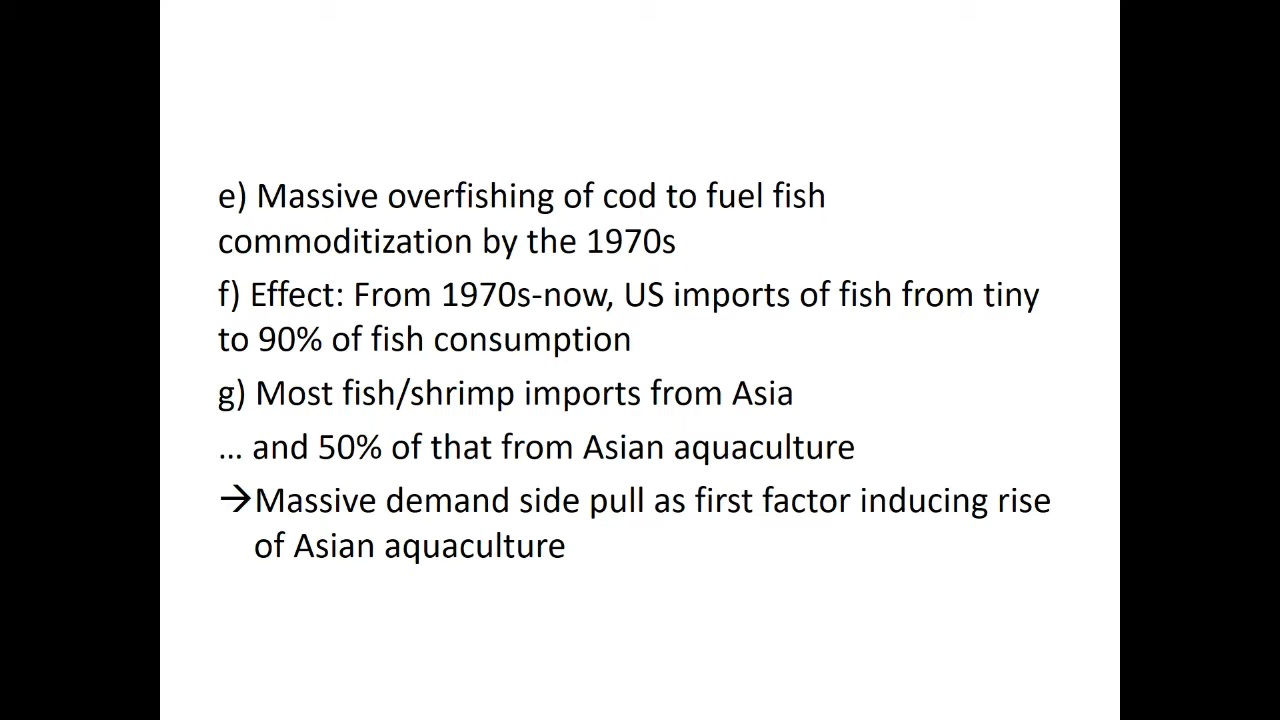 e) Massive overfishing of cod to fuel fish
commoditization by the 1970s
f) Effect: From 1970s-now, US imports of fish from tiny
to 90% of fish consumption
g) Most fish/shrimp imports from Asia
... and 50% of that from Asian aquaculture
→Massive demand side pull as first factor inducing rise
of Asian aquaculture